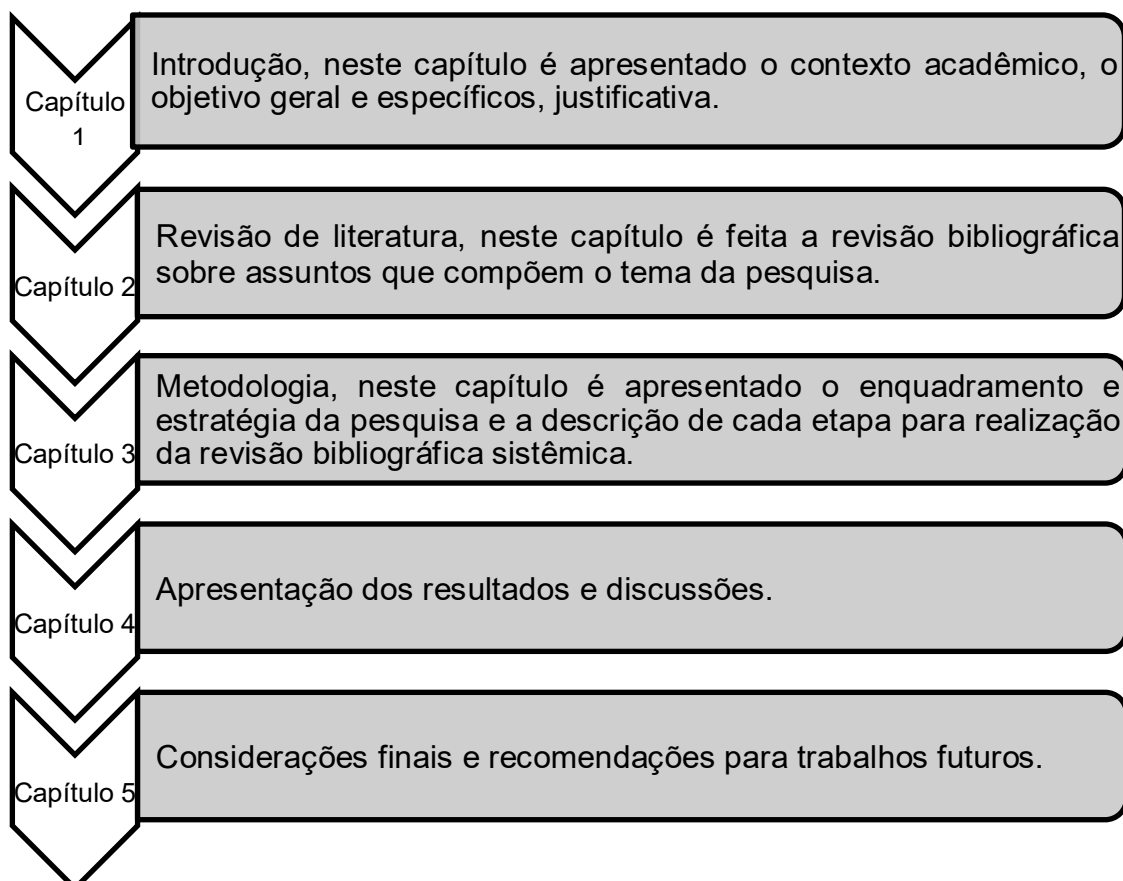 Capítulo
1
Introdução, neste capítulo é apresentado o contexto acadêmico, o
objetivo geral e específicos, justificativa.
Capítulo 2
Revisão de literatura, neste capítulo é feita a revisão bibliográfica
sobre assuntos que compõem o tema da pesquisa.
Capítulo 3
Metodologia, neste capítulo é apresentado o enquadramento e
estratégia da pesquisa e a descrição de cada etapa para realização
da revisão bibliográfica sistêmica.
Capítulo 4
Apresentação dos resultados e discussões.
Capítulo 5
Considerações finais e recomendações para trabalhos futuros.